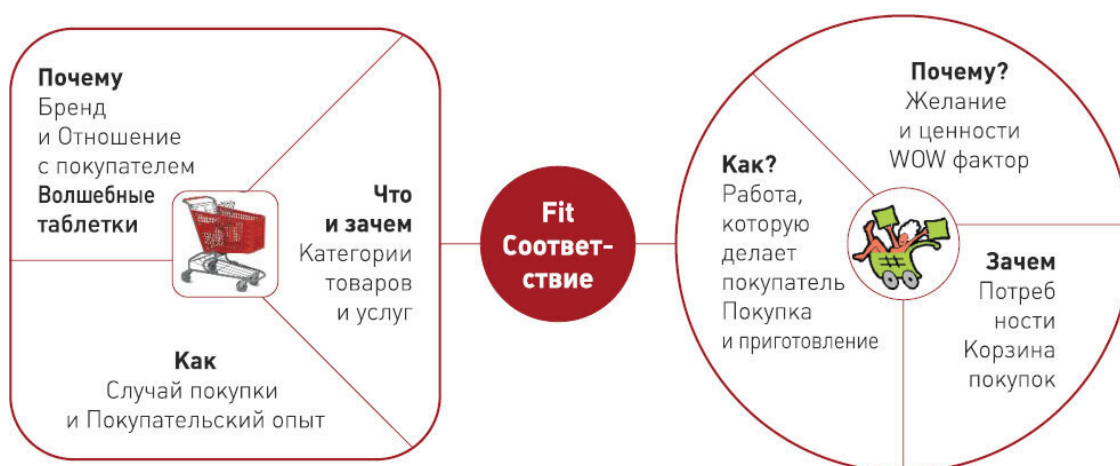 Почему
Бренд
и Отношение
с покупателем
Волшебные
таблетки
Что
и зачем
Категории
товаров
и услуг
Как
Случай покупки
и Покупательский опыт
Fit
Соответ-
ствие
Почему?
Желание
и ценности
WOW фактор
Как?
Работа,
которую
делает
покупатель
Покупка
и приготовление
Зачем
Потреб
ности
Корзина
покупок